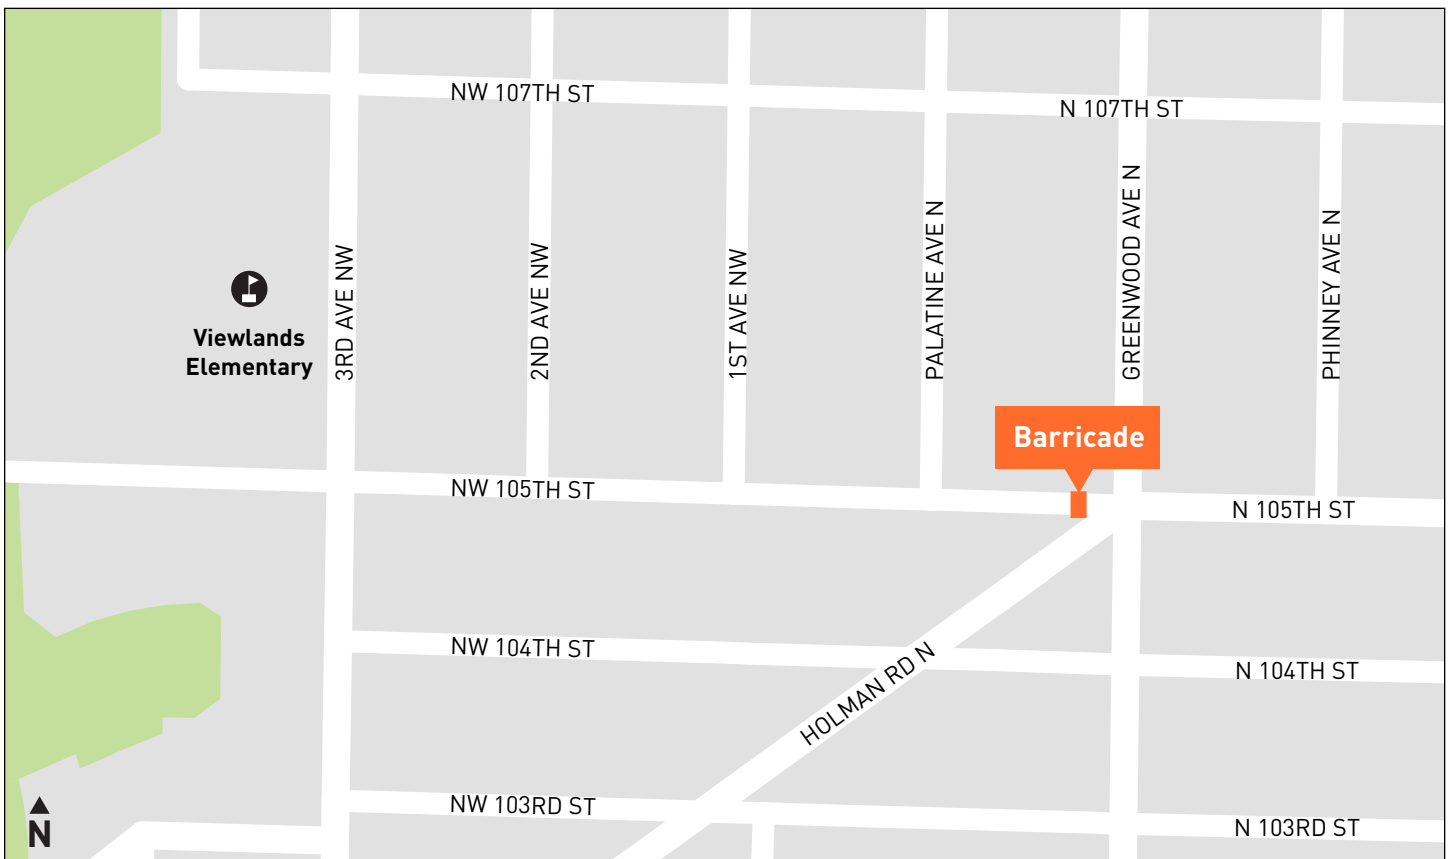 NW 107TH ST
N 107TH ST
3RD AVE NW
2ND AVE NW
1ST AVE NW
PALATINE AVE N
GREENWOOD AVE N
PHINNEY AVE N
Viewlands
Elementary
Barricade
NW 105TH ST
N 105TH ST
NW 104TH ST
HOLMAN RD N
N 104TH ST
NW 103RD ST
N 103RD ST
N